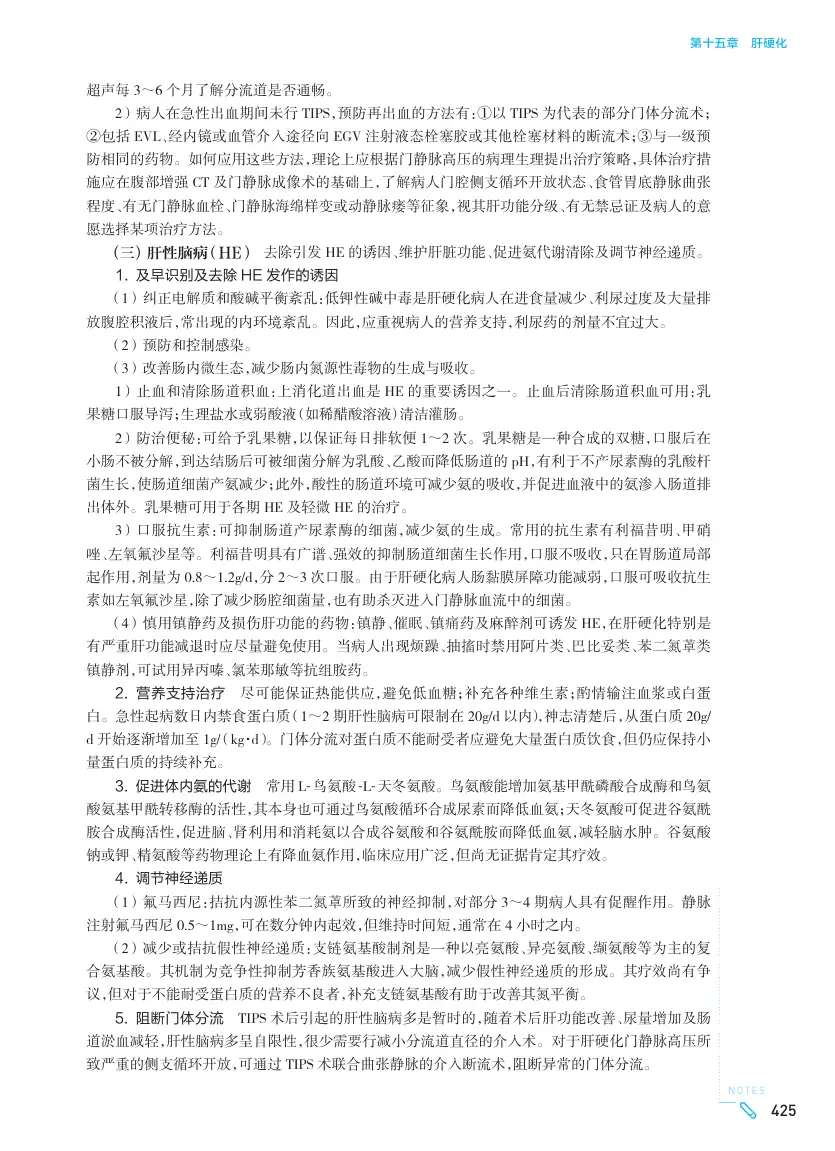 第十五章 肝硬化
超声每 3～6 个月了解分流道是否通畅。
2）病人在急性出血期间未行 TIPS，预防再出血的方法有：①以 TIPS 为代表的部分门体分流术；
②包括 EVL、经内镜或血管介入途径向 EGV 注射液态栓塞胶或其他栓塞材料的断流术；③与一级预
防相同的药物。如何应用这些方法，理论上应根据门静脉高压的病理生理提出治疗策略，具体治疗措
施应在腹部增强 CT 及门静脉成像术的基础上，了解病人门腔侧支循环开放状态、食管胃底静脉曲张
程度、有无门静脉血栓、门静脉海绵样变或动静脉瘘等征象，视其肝功能分级、有无禁忌证及病人的意
愿选择某项治疗方法。
（三）肝性脑病（HE） 去除引发 HE 的诱因、维护肝脏功能、促进氨代谢清除及调节神经递质。
1. 及早识别及去除 HE 发作的诱因
（1）纠正电解质和酸碱平衡紊乱：低钾性碱中毒是肝硬化病人在进食量减少、利尿过度及大量排
放腹腔积液后，常出现的内环境紊乱。因此，应重视病人的营养支持，利尿药的剂量不宜过大。
（2）预防和控制感染。
（3）改善肠内微生态，减少肠内氮源性毒物的生成与吸收。
1）止血和清除肠道积血：上消化道出血是 HE 的重要诱因之一。止血后清除肠道积血可用：乳
果糖口服导泻；生理盐水或弱酸液（如稀醋酸溶液）清洁灌肠。
2）防治便秘：可给予乳果糖，以保证每日排软便 1～2 次。乳果糖是一种合成的双糖，口服后在
小肠不被分解，到达结肠后可被细菌分解为乳酸、乙酸而降低肠道的 pH，有利于不产尿素酶的乳酸杆
菌生长，使肠道细菌产氨减少；此外，酸性的肠道环境可减少氨的吸收，并促进血液中的氨渗入肠道排
出体外。乳果糖可用于各期 HE 及轻微 HE 的治疗。
3）口服抗生素：可抑制肠道产尿素酶的细菌，减少氨的生成。常用的抗生素有利福昔明、甲硝
唑、左氧氟沙星等。利福昔明具有广谱、强效的抑制肠道细菌生长作用，口服不吸收，只在胃肠道局部
起作用，剂量为 0.8～1.2g/d，分 2～3 次口服。由于肝硬化病人肠黏膜屏障功能减弱，口服可吸收抗生
素如左氧氟沙星，除了减少肠腔细菌量，也有助杀灭进入门静脉血流中的细菌。
（4）慎用镇静药及损伤肝功能的药物：镇静、催眠、镇痛药及麻醉剂可诱发 HE，在肝硬化特别是
有严重肝功能减退时应尽量避免使用。当病人出现烦躁、抽搐时禁用阿片类、巴比妥类、苯二氮䓬类
镇静剂，可试用异丙嗪、氯苯那敏等抗组胺药。
2. 营养支持治疗 尽可能保证热能供应，避免低血糖；补充各种维生素；酌情输注血浆或白蛋
白。急性起病数日内禁食蛋白质（1～2 期肝性脑病可限制在 20g/d 以内），神志清楚后，从蛋白质 20g/
d 开始逐渐增加至 1g/（kg·d）。门体分流对蛋白质不能耐受者应避免大量蛋白质饮食，但仍应保持小
量蛋白质的持续补充。
3. 促进体内氨的代谢 常用 L- 鸟氨酸 -L- 天冬氨酸。鸟氨酸能增加氨基甲酰磷酸合成酶和鸟氨
酸氨基甲酰转移酶的活性，其本身也可通过鸟氨酸循环合成尿素而降低血氨；天冬氨酸可促进谷氨酰
胺合成酶活性，促进脑、肾利用和消耗氨以合成谷氨酸和谷氨酰胺而降低血氨，减轻脑水肿。谷氨酸
钠或钾、精氨酸等药物理论上有降血氨作用，临床应用广泛，但尚无证据肯定其疗效。
4. 调节神经递质
（1）氟马西尼：拮抗内源性苯二氮䓬所致的神经抑制，对部分 3～4 期病人具有促醒作用。静脉
注射氟马西尼 0.5～1mg，可在数分钟内起效，但维持时间短，通常在 4 小时之内。
（2）减少或拮抗假性神经递质：支链氨基酸制剂是一种以亮氨酸、异亮氨酸、缬氨酸等为主的复
合氨基酸。其机制为竞争性抑制芳香族氨基酸进入大脑，减少假性神经递质的形成。其疗效尚有争
议，但对于不能耐受蛋白质的营养不良者，补充支链氨基酸有助于改善其氮平衡。
5. 阻断门体分流 TIPS 术后引起的肝性脑病多是暂时的，随着术后肝功能改善、尿量增加及肠
道淤血减轻，肝性脑病多呈自限性，很少需要行减小分流道直径的介入术。对于肝硬化门静脉高压所
致严重的侧支循环开放，可通过 TIPS 术联合曲张静脉的介入断流术，阻断异常的门体分流。
NOTES
425